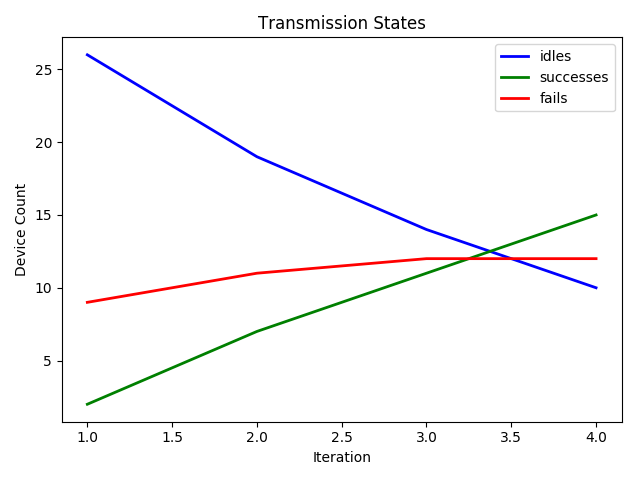 Transmission States
idles
successes
fails
25
20
15
10
5
Device Count
1.0 1.5 2.0 2.5 3.0 3.5 4.0
Iteration